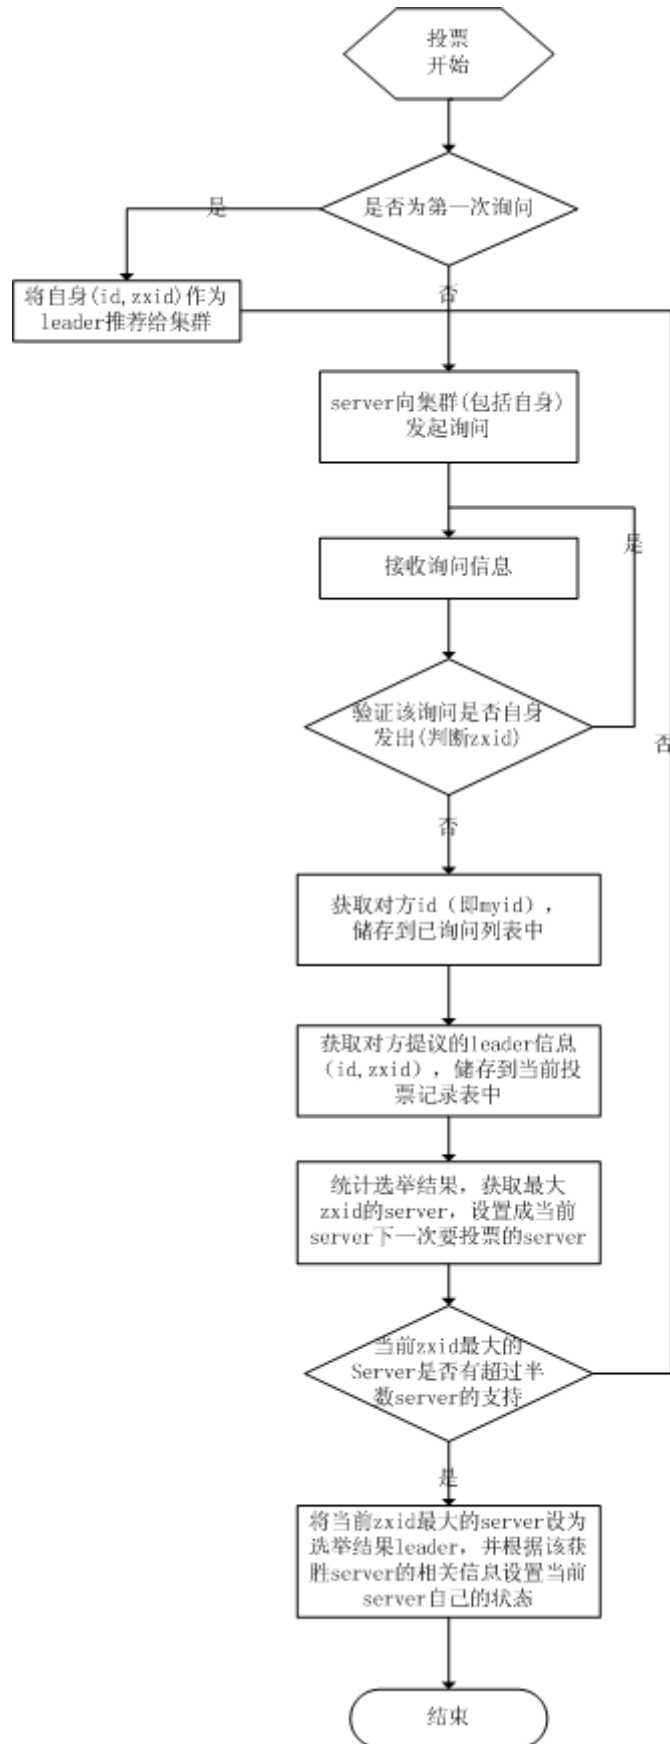 投票
开始
是否为第一次询问
是
否
将自身(id,zxid)作为
leader推荐给集群
server向集群(包括自身)
发起询问
接收询问信息
是
验证该询问是否自身
发出(判断zxid)
否
否
获取对方id（即myid），
储存到已询问列表中
获取对方提议的leader信息
（id,zxid），储存到当前投
票记录表中
统计选举结果，获取最大
zxid的server，设置成当前
server下一次要投票的server
当前zxid最大的
Server是否有超过半
数server的支持
是
将当前zxid最大的server设为
选举结果leader，并根据该获
胜server的相关信息设置当前
server自己的状态
结束